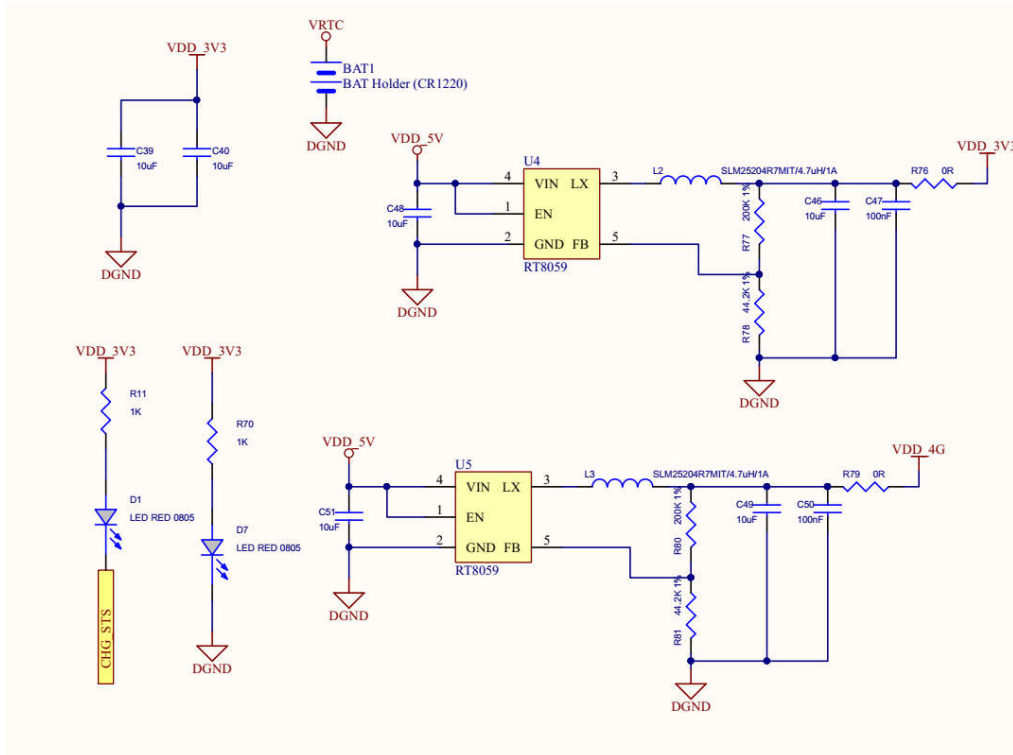 VRTC
VDD_3V3
BAT1
BAT Holder (CR1220)
DGND
C39
10uF
C40
10uF
DGND
VDD_5V
U4
4 VIN LX 3
1 EN
2 GND FB 5
RT8059
C48
10uF
DGND
L2
SLM25204R7MIT/4.7uH/1A
R77 200K 1%
R78 44.2K 1%
C46
10uF
C47
100nF
R76 0R
VDD_3V3
DGND
VDD_3V3
R11
1K
D1
LED RED 0805
CHG_STS
VDD_3V3
R70
1K
D7
LED RED 0805
DGND
VDD_5V
U5
4 VIN LX 3
1 EN
2 GND FB 5
RT8059
C51
10uF
DGND
L3
SLM25204R7MIT/4.7uH/1A
R80 200K 1%
R81 44.2K 1%
C49
10uF
C50
100nF
R79 0R
VDD_4G
DGND